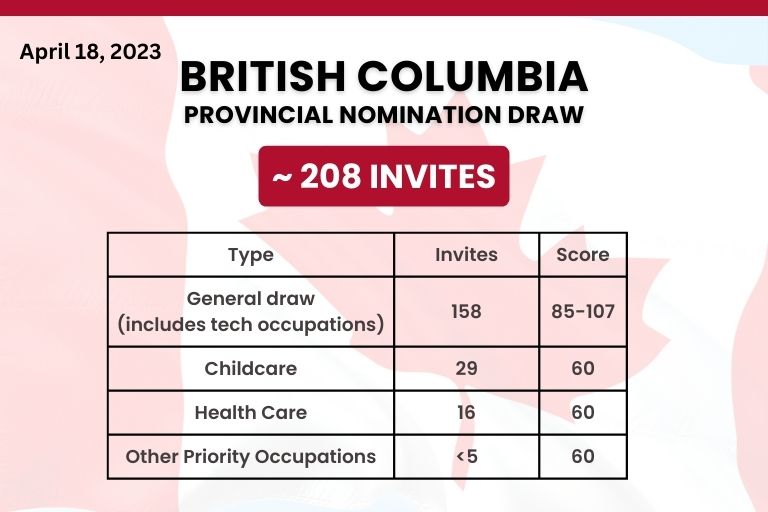 April 18, 2023
BRITISH COLUMBIA
PROVINCIAL NOMINATION DRAW
~ 208 INVITES
Type Invites Score
General draw
(includes tech occupations) 158 85-107
Childcare 29 60
Health Care 16 60
Other Priority Occupations <5 60